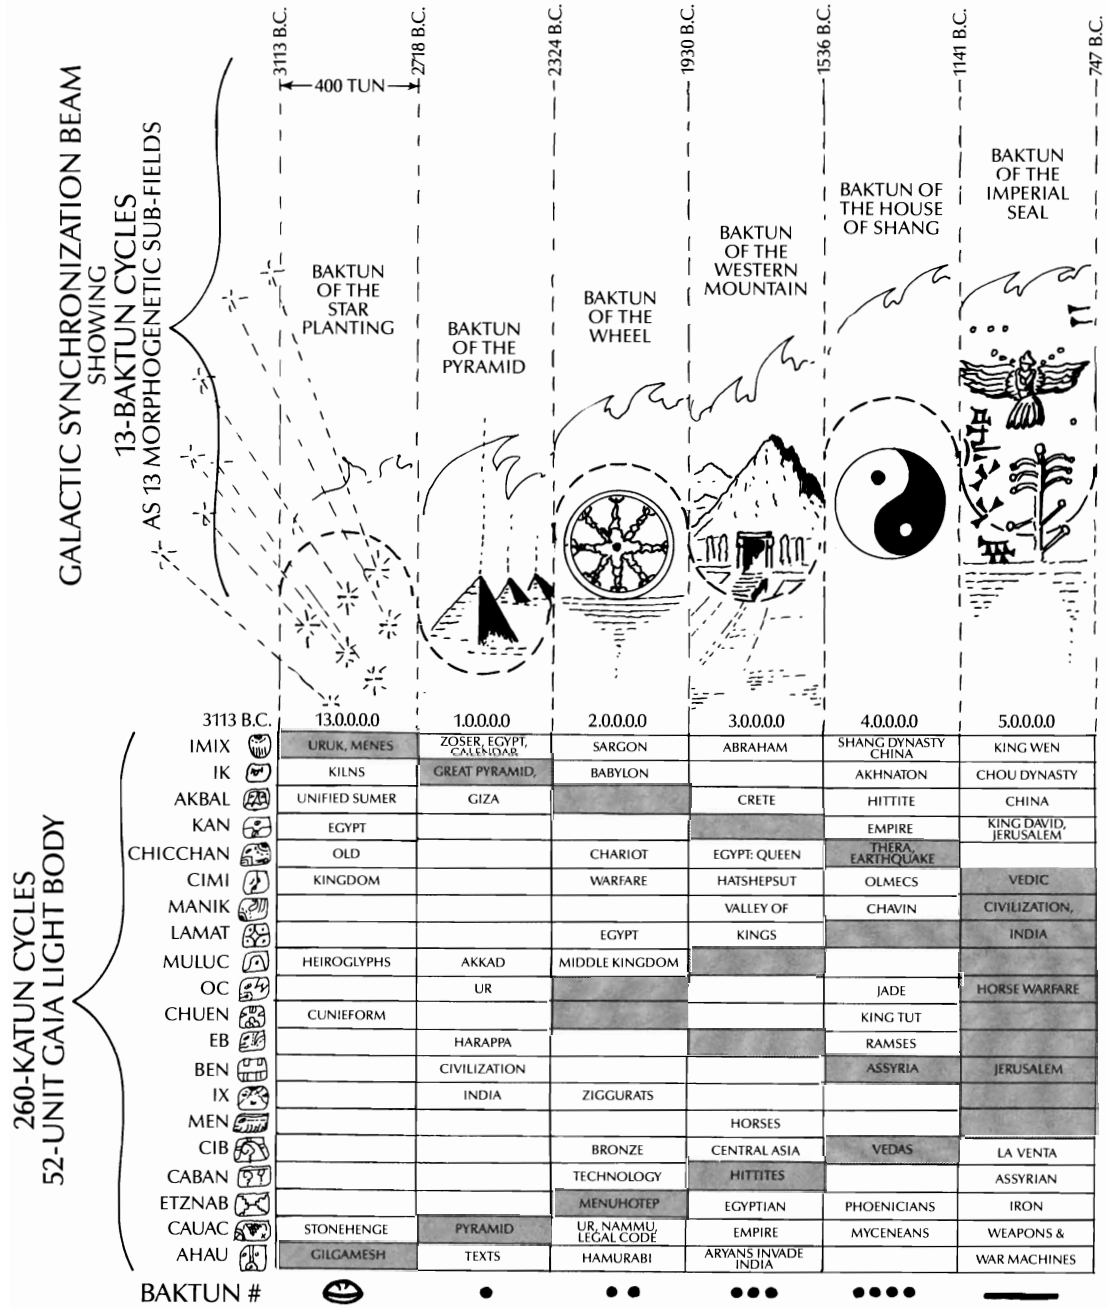 3113 B.C.
2718 B.C.
2324 B.C.
1930 B.C.
1536 B.C.
1141 B.C.
747 B.C.
400 TUN
GALACTIC SYNCHRONIZATION BEAM
SHOWING
13-BAKTUN CYCLES
AS 13 MORPHOGENETIC SUB-FIELDS
BAKTUN
OF THE
STAR
PLANTING
BAKTUN
OF THE
PYRAMID
BAKTUN
OF THE
WHEEL
BAKTUN
OF THE
WESTERN
MOUNTAIN
BAKTUN OF
THE HOUSE
OF SHANG
BAKTUN
OF THE
IMPERIAL
SEAL
260-KATUN CYCLES
52-UNIT GAIA LIGHT BODY
3113 B.C. 13.0.0.0.0 1.0.0.0.0 2.0.0.0.0 3.0.0.0.0 4.0.0.0.0 5.0.0.0.0
IMIX URUK, MENES ZOSER, EGYPT, CALENDAR SARGON ABRAHAM SHANG DYNASTY CHINA KING WEN
IK KILNS GREAT PYRAMID, BABYLON AKHNATON CHOU DYNASTY
AKBAL UNIFIED SUMER GIZA CRETE HITTITE CHINA
KAN EGYPT EMPIRE KING DAVID, JERUSALEM
CHICCHAN OLD CHARIOT EGYPT: QUEEN THERA, EARTHQUAKE
CIMI KINGDOM WARFARE HATSHEPSUT OLMECS VEDIC
MANIK VALLEY OF CHAVIN CIVILIZATION,
LAMAT EGYPT KINGS INDIA
MULUC HEIROGLYPHS AKKAD MIDDLE KINGDOM
OC UR JADE HORSE WARFARE
CHUEN CUNIEFORM KING TUT
EB HARAPPA RAMSES
BEN CIVILIZATION ASSYRIA JERUSALEM
IX INDIA ZIGGURATS
MEN HORSES
CIB BRONZE CENTRAL ASIA VEDAS LA VENTA
CABAN TECHNOLOGY HITTITES ASSYRIAN
ETZNAB MENUHOTEP EGYPTIAN PHOENICIANS IRON
CAUAC STONEHENGE PYRAMID UR, NAMMU, LEGAL CODE EMPIRE MYCENEANS WEAPONS &
AHAU GILGAMESH TEXTS HAMURABI ARYANS INVADE INDIA WAR MACHINES
BAKTUN #